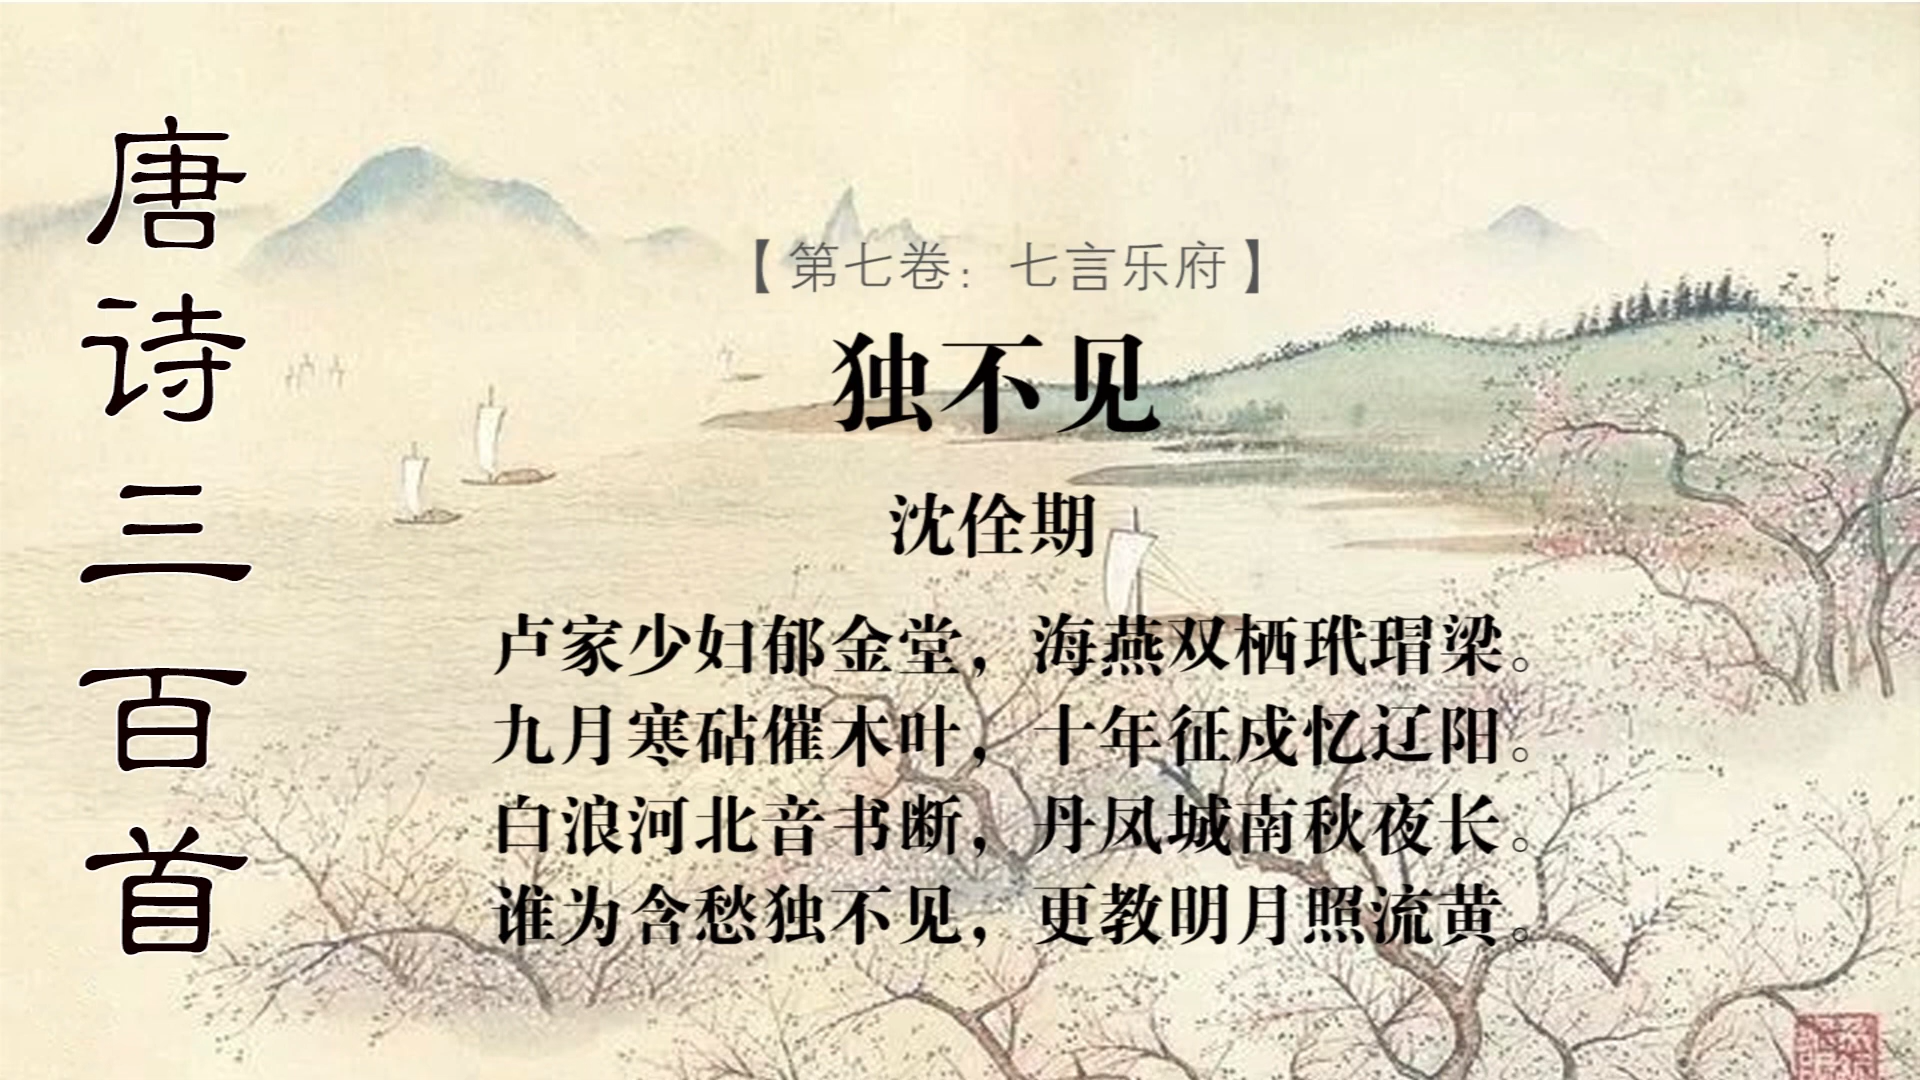 唐诗三百首
【第七卷：七言乐府】
独不见
沈佺期
卢家少妇郁金堂，海燕双栖玳瑁梁。
九月寒砧催木叶，十年征戍忆辽阳。
白浪河北音书断，丹凤城南秋夜长。
谁为含愁独不见，更教明月照流黄。